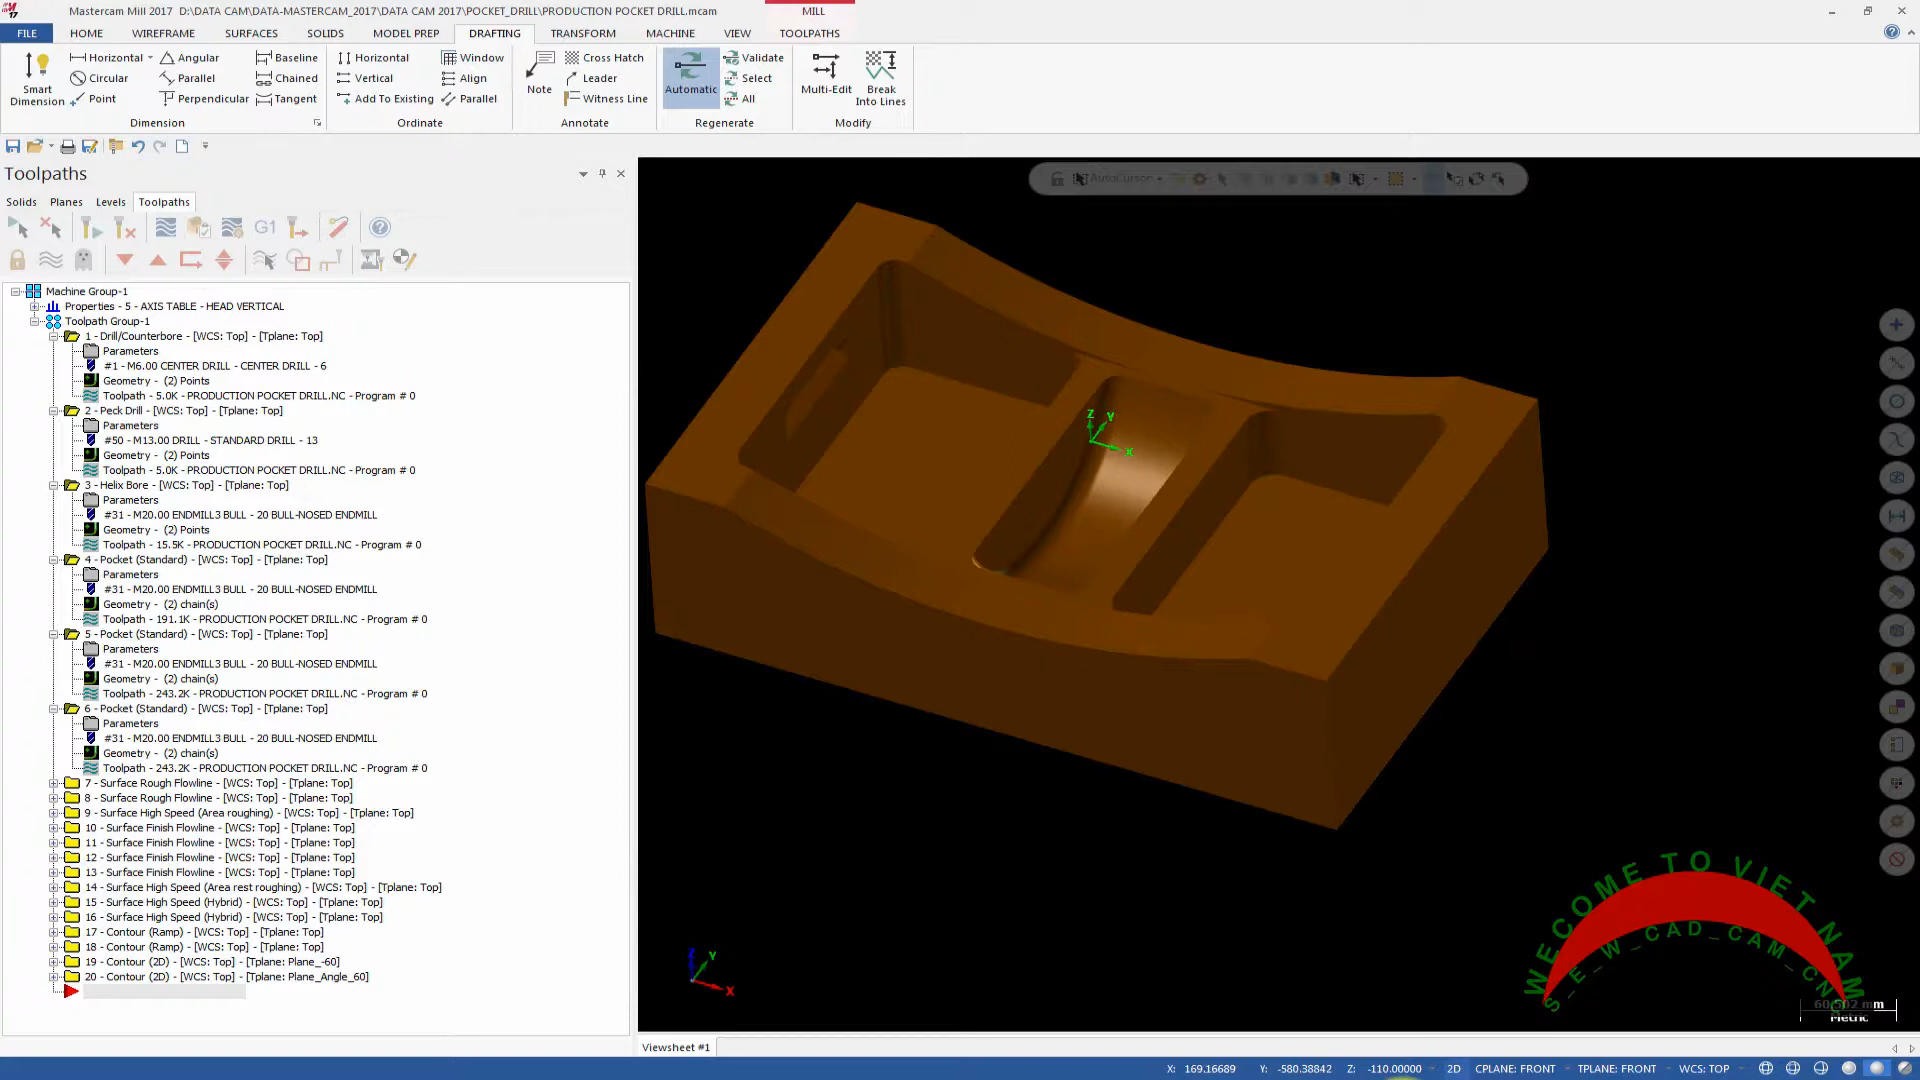 Mastercam Mill 2017 D:\DATA CAM\DATA-MASTERCAM_2017\DATA CAM 2017\POCKET_DRILL\PRODUCTION POCKET DRILL.mcam
MILL
FILE HOME WIREFRAME SURFACES SOLIDS MODEL PREP DRAFTING TRANSFORM MACHINE VIEW TOOLPATHS
Smart Dimension
Horizontal
Circular
Point
Angular
Parallel
Perpendicular
Baseline
Chained
Tangent
Dimension
Horizontal
Vertical
Add To Existing
Window
Align
Parallel
Ordinate
Note
Cross Hatch
Leader
Witness Line
Annotate
Automatic
Validate
Select
All
Regenerate
Multi-Edit
Break Into Lines
Modify
Toolpaths
Solids Planes Levels Toolpaths
G1
AutoCursor
Machine Group-1
Properties - 5 - AXIS TABLE - HEAD VERTICAL
Toolpath Group-1
1 - Drill/Counterbore - [WCS: Top] - [Tplane: Top]
Parameters
#1 - M6.00 CENTER DRILL - CENTER DRILL - 6
Geometry - (2) Points
Toolpath - 5.0K - PRODUCTION POCKET DRILL.NC - Program # 0
2 - Peck Drill - [WCS: Top] - [Tplane: Top]
Parameters
#50 - M13.00 DRILL - STANDARD DRILL - 13
Geometry - (2) Points
Toolpath - 5.0K - PRODUCTION POCKET DRILL.NC - Program # 0
3 - Helix Bore - [WCS: Top] - [Tplane: Top]
Parameters
#31 - M20.00 ENDMILL3 BULL - 20 BULL-NOSED ENDMILL
Geometry - (2) Points
Toolpath - 15.5K - PRODUCTION POCKET DRILL.NC - Program # 0
4 - Pocket (Standard) - [WCS: Top] - [Tplane: Top]
Parameters
#31 - M20.00 ENDMILL3 BULL - 20 BULL-NOSED ENDMILL
Geometry - (2) chain(s)
Toolpath - 191.1K - PRODUCTION POCKET DRILL.NC - Program # 0
5 - Pocket (Standard) - [WCS: Top] - [Tplane: Top]
Parameters
#31 - M20.00 ENDMILL3 BULL - 20 BULL-NOSED ENDMILL
Geometry - (2) chain(s)
Toolpath - 243.2K - PRODUCTION POCKET DRILL.NC - Program # 0
6 - Pocket (Standard) - [WCS: Top] - [Tplane: Top]
Parameters
#31 - M20.00 ENDMILL3 BULL - 20 BULL-NOSED ENDMILL
Geometry - (2) chain(s)
Toolpath - 243.2K - PRODUCTION POCKET DRILL.NC - Program # 0
7 - Surface Rough Flowline - [WCS: Top] - [Tplane: Top]
8 - Surface Rough Flowline - [WCS: Top] - [Tplane: Top]
9 - Surface High Speed (Area roughing) - [WCS: Top] - [Tplane: Top]
10 - Surface Finish Flowline - [WCS: Top] - [Tplane: Top]
11 - Surface Finish Flowline - [WCS: Top] - [Tplane: Top]
12 - Surface Finish Flowline - [WCS: Top] - [Tplane: Top]
13 - Surface Finish Flowline - [WCS: Top] - [Tplane: Top]
14 - Surface High Speed (Area rest roughing) - [WCS: Top] - [Tplane: Top]
15 - Surface High Speed (Hybrid) - [WCS: Top] - [Tplane: Top]
16 - Surface High Speed (Hybrid) - [WCS: Top] - [Tplane: Top]
17 - Contour (Ramp) - [WCS: Top] - [Tplane: Top]
18 - Contour (Ramp) - [WCS: Top] - [Tplane: Top]
19 - Contour (2D) - [WCS: Top] - [Tplane: Plane_-60]
20 - Contour (2D) - [WCS: Top] - [Tplane: Plane_Angle_60]
Z Y X
Z Y X
WECOME TO VIET NAM
S_E_W_CAD_CAM_CNC
60.502 mm
Metric
Viewsheet #1
X: 169.16689 Y: -580.38842 Z: -110.00000 2D CPLANE: FRONT TPLANE: FRONT WCS: TOP